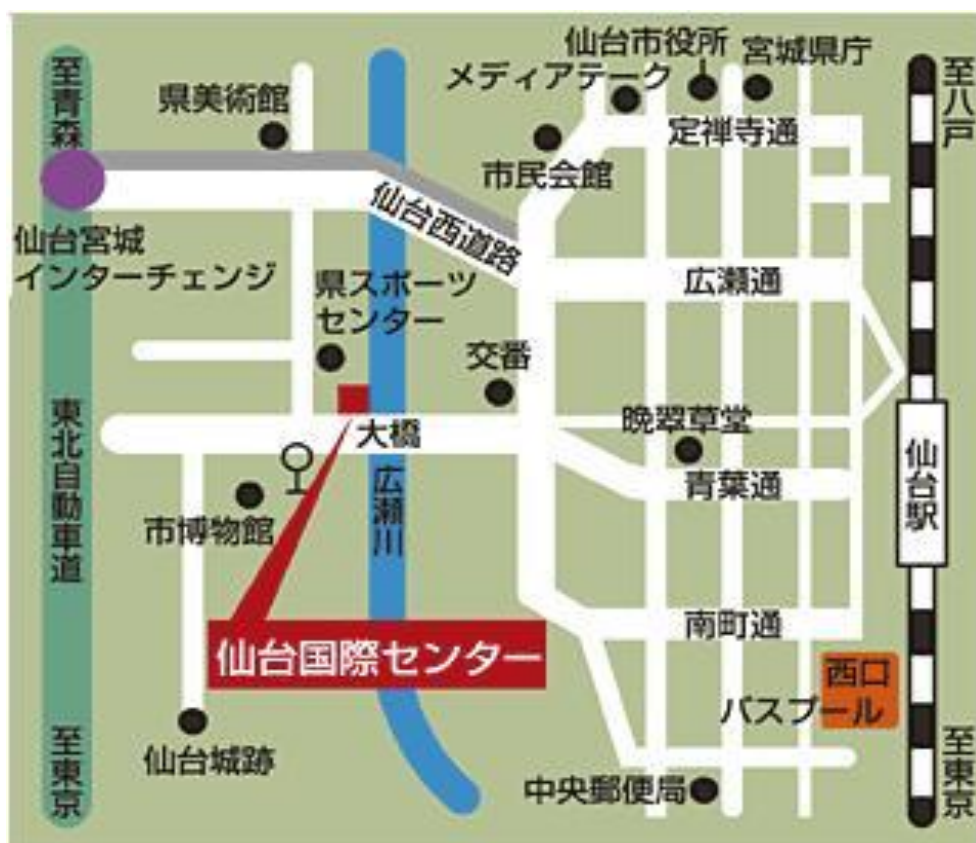 至青森
県美術館
仙台市役所
宮城県庁
メディアテーク
市民会館
定禅寺通
至八戸
仙台西道路
仙台宮城
インターチェンジ
県スポーツ
センター
広瀬通
交番
大橋
晩翠草堂
青葉通
仙台駅
東北自動車道
市博物館
広瀬川
仙台国際センター
南町通
西口
バスプール
仙台城跡
中央郵便局
至東京
至東京